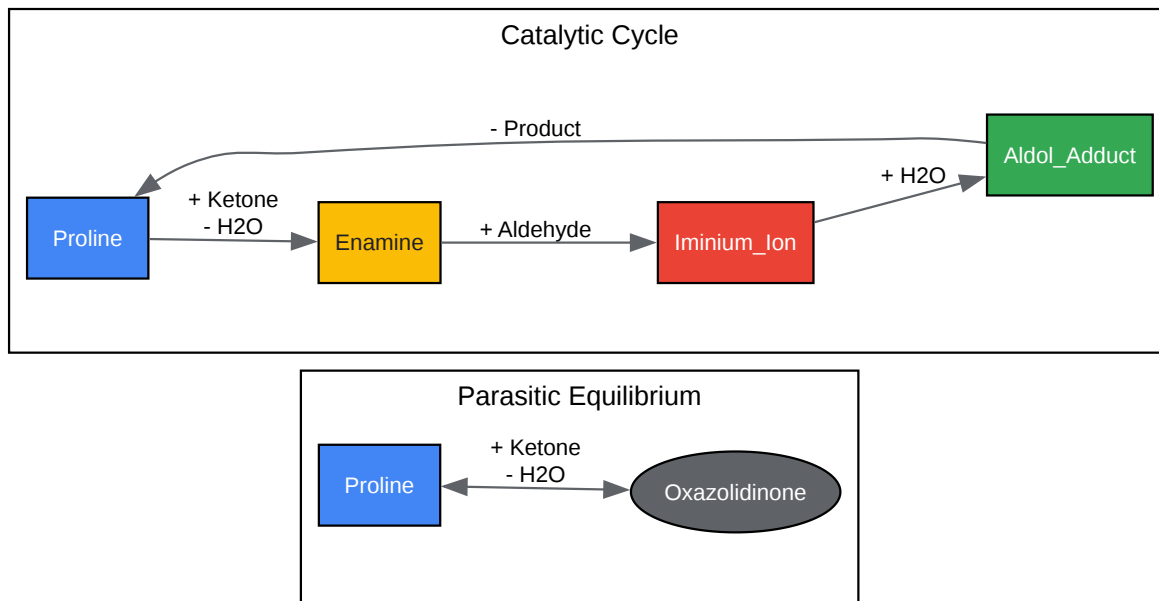 Catalytic Cycle
- Product
Aldol_Adduct
+ H2O
+ Ketone
- H2O
Proline
Enamine
+ Aldehyde
Iminium_Ion
Parasitic Equilibrium
+ Ketone
- H2O
Proline
Oxazolidinone